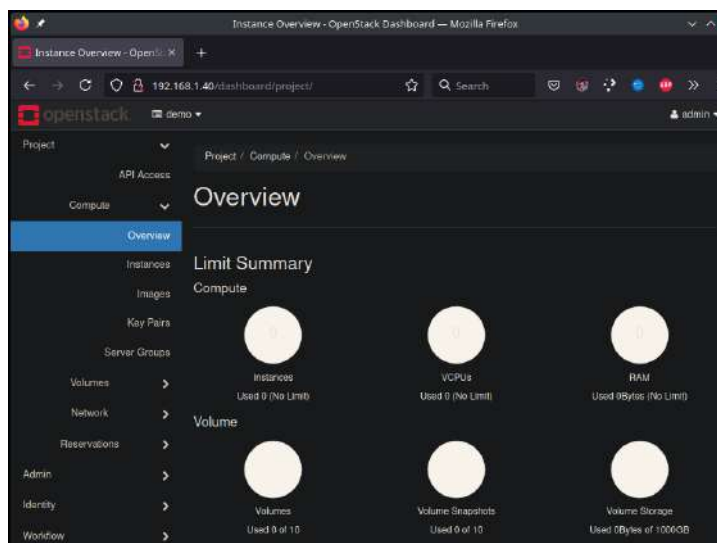 Instance Overview - OpenStack Dashboard — Mozilla Firefox
Instance Overview - OpenSt
192.168.1.40/dashboard/project/
Search
openstack.
demo
admin
Project
API Access
Compute
Overview
Instances
Images
Key Pairs
Server Groups
Volumes
Network
Reservations
Admin
Identity
Workflow
Project / Compute / Overview
Overview
Limit Summary
Compute
0 0 0
Instances VCPUs RAM
Used 0 (No Limit) Used 0 (No Limit) Used 0Bytes (No Limit)
Volume
Volumes Volume Snapshots Volume Storage
Used 0 of 10 Used 0 of 10 Used 0Bytes of 1000GB